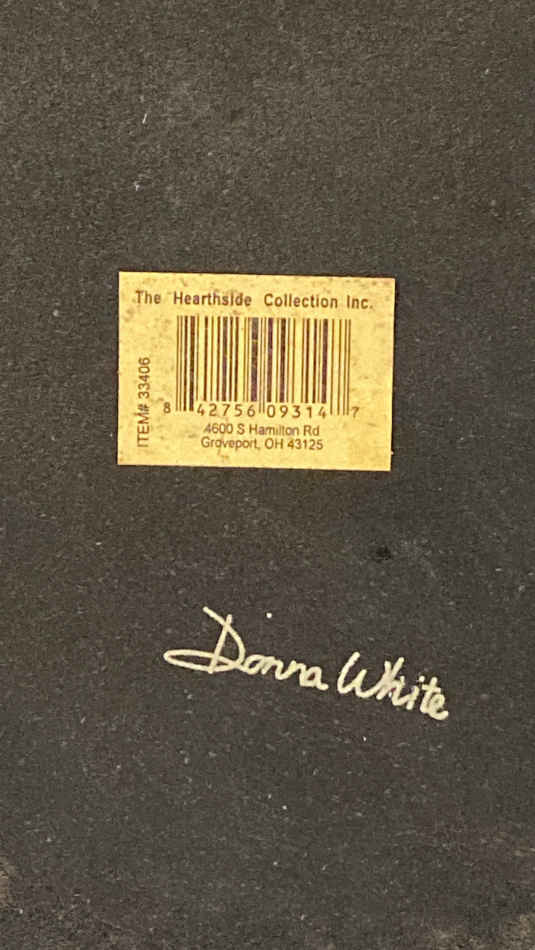 The Hearthside Collection Inc.
ITEM# 33406
8 42756 09314 7
4600 S Hamilton Rd
Groveport, OH 43125
Donna White